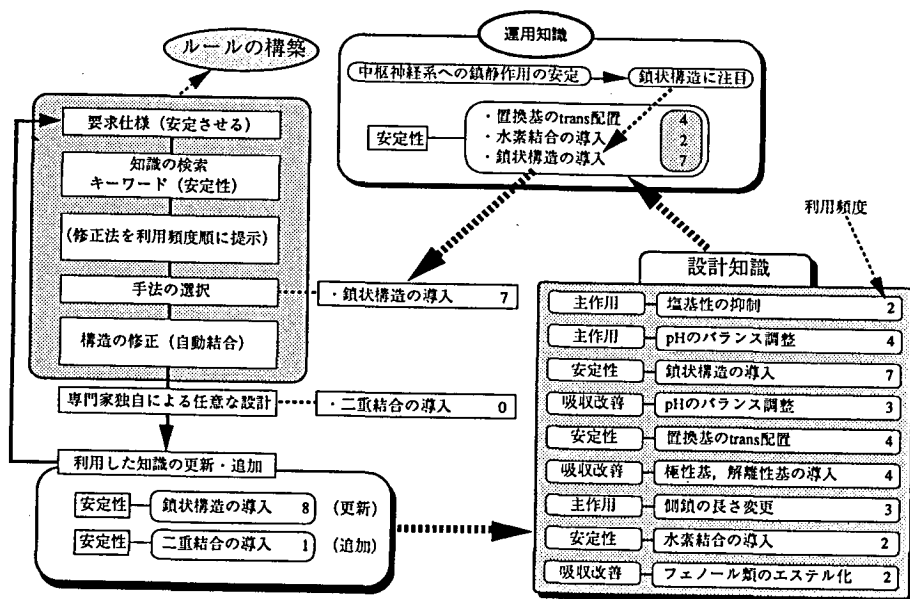 ルールの構築
要求仕様（安定させる）
知識の検索
キーワード（安定性）
(修正法を利用頻度順に提示)
手法の選択
構造の修正（自動結合）
専門家独自による任意な設計
利用した知識の更新・追加
安定性 鎖状構造の導入 8 （更新）
安定性 二重結合の導入 1 （追加）
・鎖状構造の導入 7
・二重結合の導入 0
運用知識
中枢神経系への鎮静作用の安定 鎖状構造に注目
安定性
・置換基のtrans配置 4
・水素結合の導入 2
・鎖状構造の導入 7
利用頻度
設計知識
主作用 塩基性の抑制 2
主作用 pHのバランス調整 4
安定性 鎖状構造の導入 7
吸収改善 pHのバランス調整 3
安定性 置換基のtrans配置 4
吸収改善 極性基，解離性基の導入 4
主作用 側鎖の長さ変更 3
安定性 水素結合の導入 2
吸収改善 フェノール類のエステル化 2